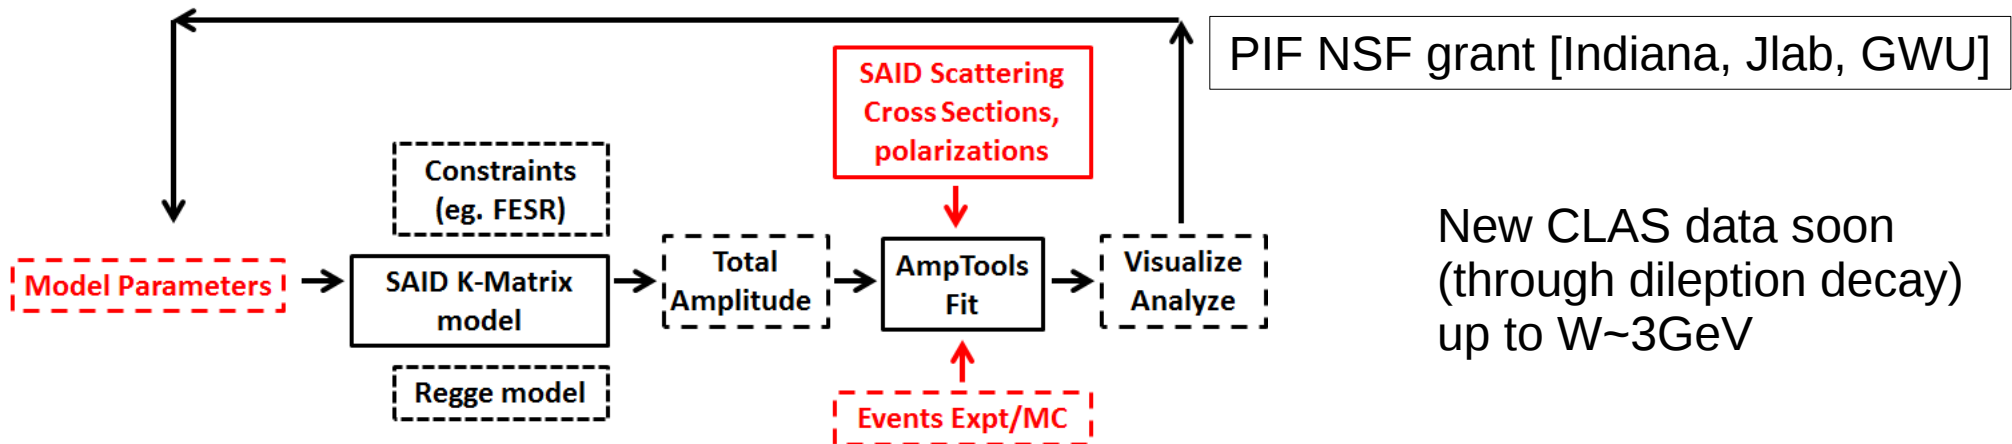 PIF NSF grant [Indiana, Jlab, GWU]
SAID Scattering
Cross Sections,
polarizations
Constraints
(eg. FESR)
Model Parameters
SAID K-Matrix
model
Total
Amplitude
AmpTools
Fit
Visualize
Analyze
Regge model
Events Expt/MC
New CLAS data soon
(through dileption decay)
up to W~3GeV